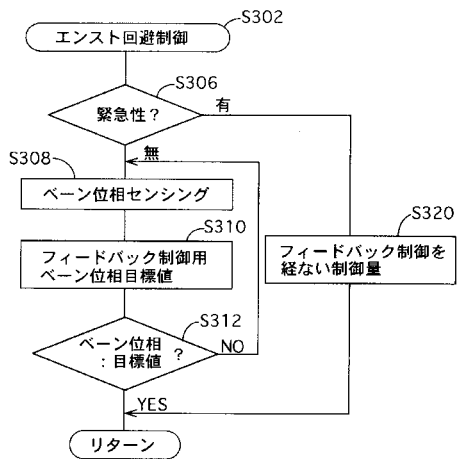 S302
エンスト回避制御
S306
緊急性?
有
無
S308
ベーン位相センシング
S310
フィードバック制御用
ベーン位相目標値
S320
フィードバック制御を
経ない制御量
S312
ベーン位相
:目標値 ?
NO
YES
リターン